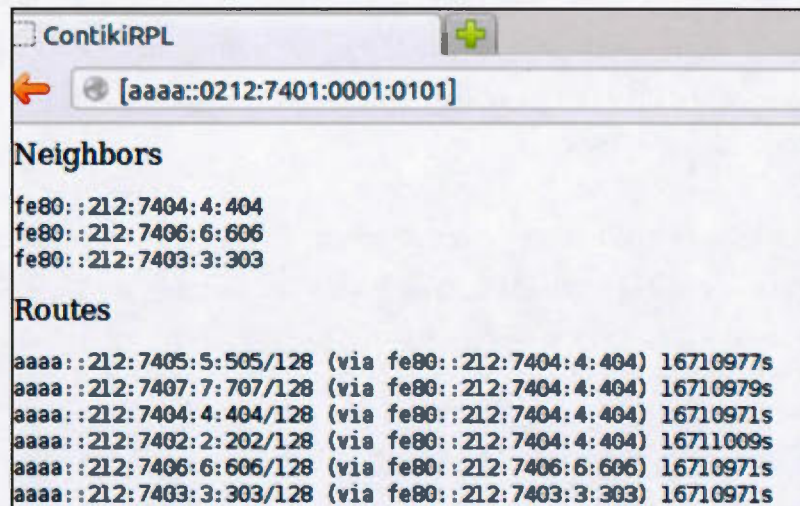 ContikiRPL
[aaaa::0212:7401:0001:0101]
Neighbors
fe80::212:7404:4:404
fe80::212:7406:6:606
fe80::212:7403:3:303
Routes
aaaa::212:7405:5:505/128 (via fe80::212:7404:4:404) 16710977s
aaaa::212:7407:7:707/128 (via fe80::212:7404:4:404) 16710979s
aaaa::212:7404:4:404/128 (via fe80::212:7404:4:404) 16710971s
aaaa::212:7402:2:202/128 (via fe80::212:7404:4:404) 16711009s
aaaa::212:7406:6:606/128 (via fe80::212:7406:6:606) 16710971s
aaaa::212:7403:3:303/128 (via fe80::212:7403:3:303) 16710971s